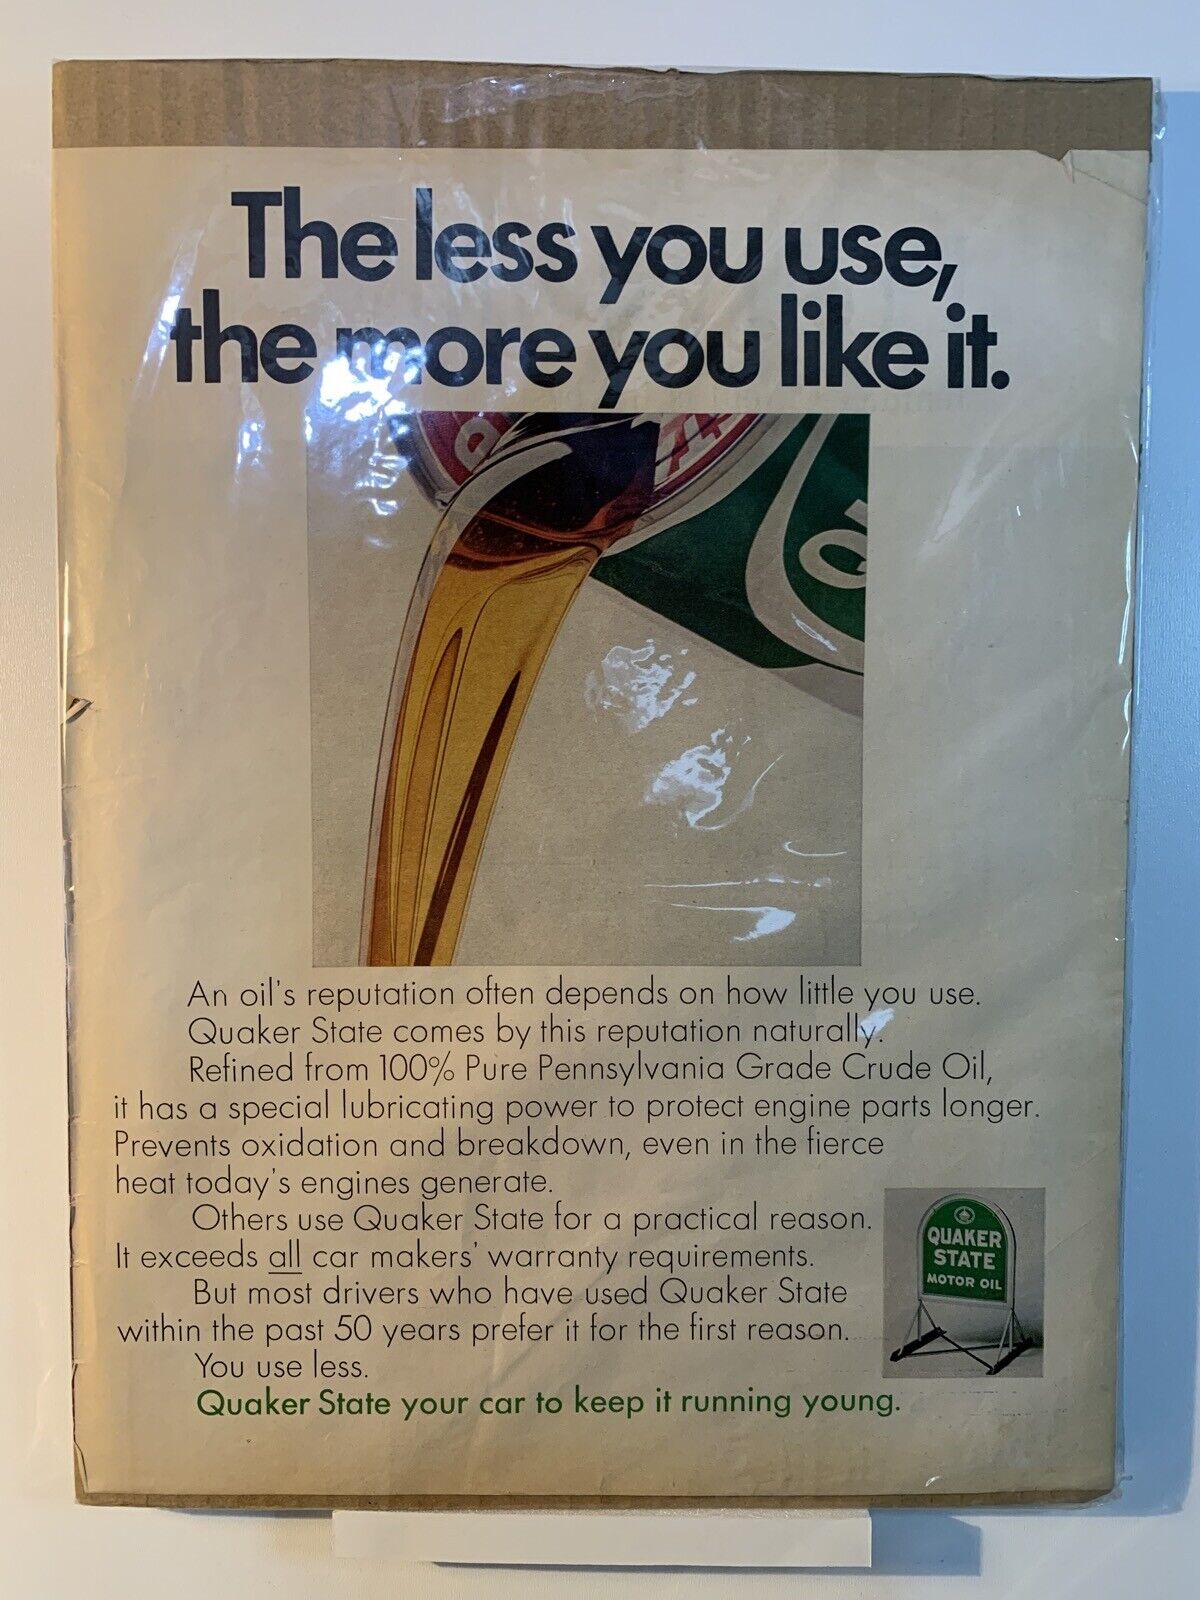 The less you use,
the more you like it.
An oil's reputation often depends on how little you use.
Quaker State comes by this reputation naturally.
Refined from 100% Pure Pennsylvania Grade Crude Oil,
it has a special lubricating power to protect engine parts longer.
Prevents oxidation and breakdown, even in the fierce
heat today's engines generate.
Others use Quaker State for a practical reason.
It exceeds all car makers' warranty requirements.
But most drivers who have used Quaker State
within the past 50 years prefer it for the first reason.
You use less.
Quaker State your car to keep it running young.
QUAKER
STATE
MOTOR OIL